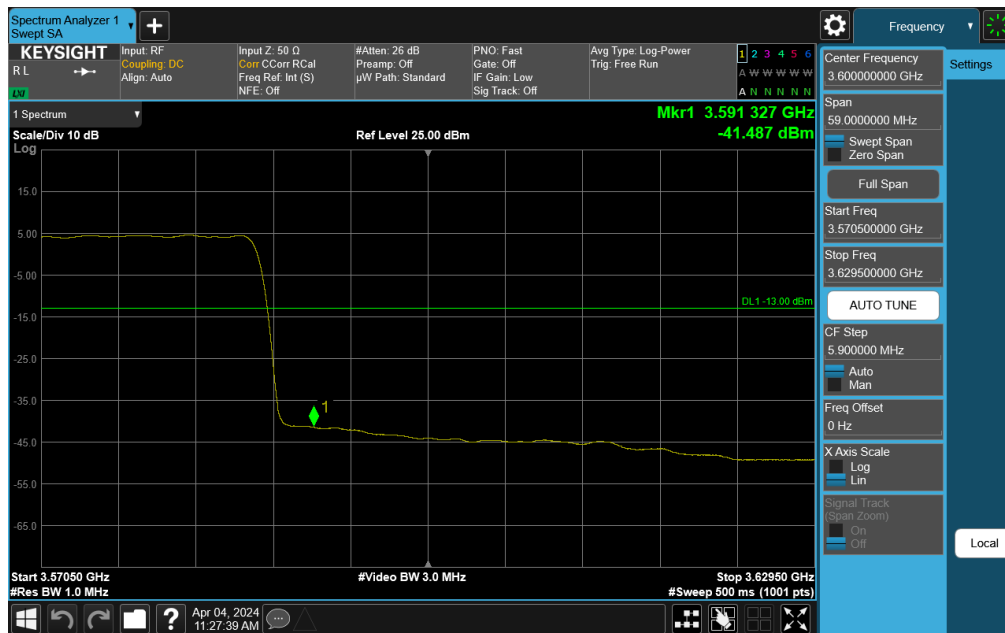 Spectrum Analyzer 1
Swept SA
+
Frequency
KEYSIGHT
R L
LXI
Input: RF
Coupling: DC
Align: Auto
Input Z: 50 Ω
Corr CCorr RCal
Freq Ref: Int (S)
NFE: Off
#Atten: 26 dB
Preamp: Off
µW Path: Standard
PNO: Fast
Gate: Off
IF Gain: Low
Sig Track: Off
Avg Type: Log-Power
Trig: Free Run
1 2 3 4 5 6
A W W W W W
A N N N N N
1 Spectrum
Scale/Div 10 dB
Log
Ref Level 25.00 dBm
Mkr1 3.591 327 GHz
-41.487 dBm
15.0
5.00
-5.00
-15.0
-25.0
-35.0
-45.0
-55.0
-65.0
DL1 -13.00 dBm
1
Start 3.57050 GHz
#Res BW 1.0 MHz
#Video BW 3.0 MHz
Stop 3.62950 GHz
#Sweep 500 ms (1001 pts)
Center Frequency
3.600000000 GHz
Span
59.0000000 MHz
Swept Span
Zero Span
Full Span
Start Freq
3.570500000 GHz
Stop Freq
3.629500000 GHz
AUTO TUNE
CF Step
5.900000 MHz
Auto
Man
Freq Offset
0 Hz
X Axis Scale
Log
Lin
Signal Track
(Span Zoom)
On
Off
Settings
Local
?
Apr 04, 2024
11:27:39 AM